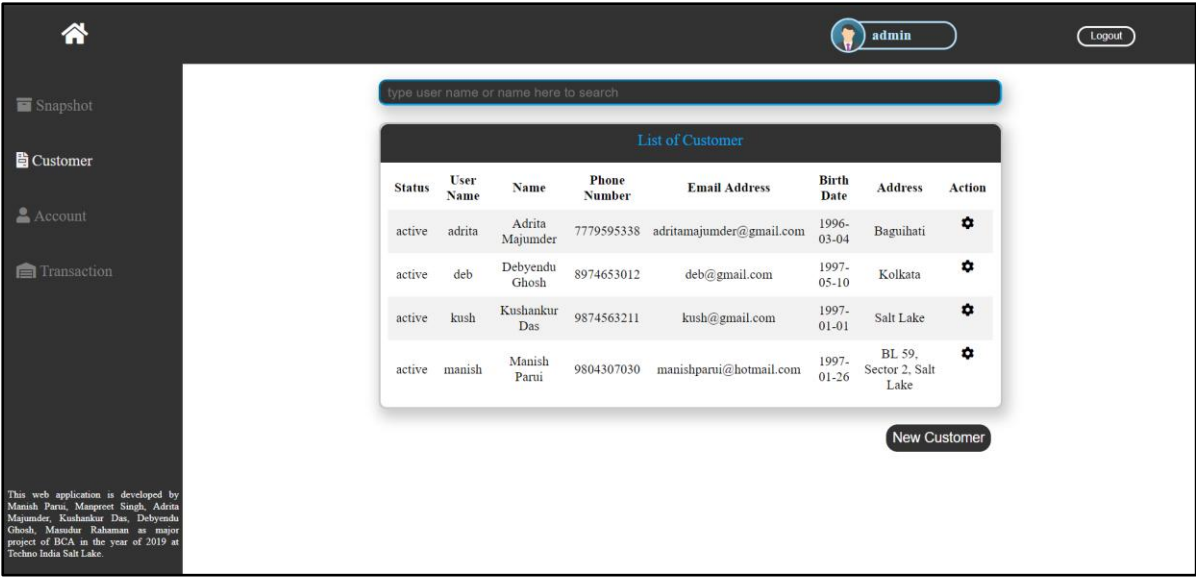 admin
Logout
Snapshot
Customer
Account
Transaction
This web application is developed by
Manish Parui, Manpreet Singh, Adrita
Majumder, Kushankur Das, Debyendu
Ghosh, Masudur Rahaman as major
project of BCA in the year of 2019 at
Techno India Salt Lake.
type user name or name here to search
List of Customer
Status User Name Name Phone Number Email Address Birth Date Address Action
active adrita Adrita Majumder 7779595338 adritamajumder@gmail.com 1996-03-04 Baguihati
active deb Debyendu Ghosh 8974653012 deb@gmail.com 1997-05-10 Kolkata
active kush Kushankur Das 9874563211 kush@gmail.com 1997-01-01 Salt Lake
active manish Manish Parui 9804307030 manishparui@hotmail.com 1997-01-26 BL 59, Sector 2, Salt Lake
New Customer